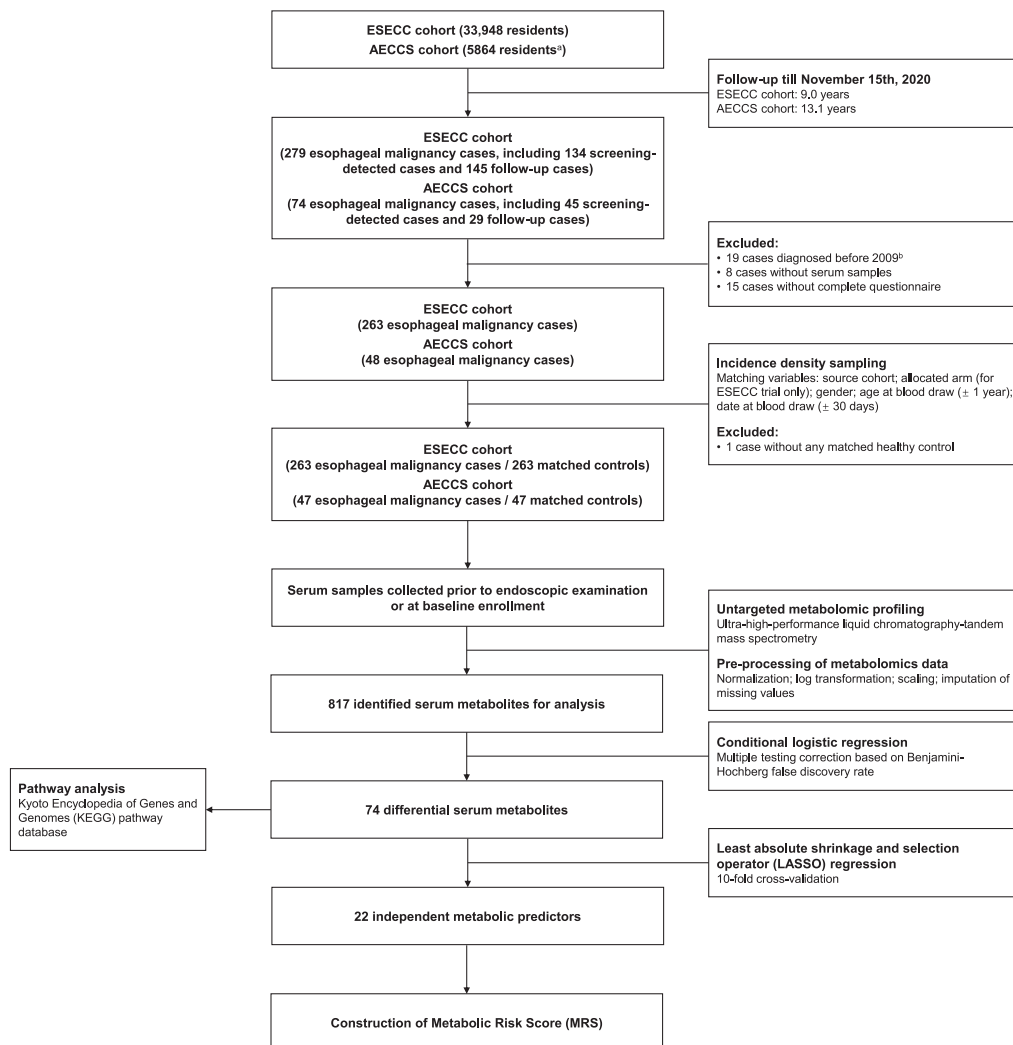 ESECC cohort (33,948 residents)
AECCS cohort (5864 residentsᵃ)
Follow-up till November 15th, 2020
ESECC cohort: 9.0 years
AECCS cohort: 13.1 years
ESECC cohort
(279 esophageal malignancy cases, including 134 screening-
detected cases and 145 follow-up cases)
AECCS cohort
(74 esophageal malignancy cases, including 45 screening-
detected cases and 29 follow-up cases)
Excluded:
• 19 cases diagnosed before 2009ᵇ
• 8 cases without serum samples
• 15 cases without complete questionnaire
ESECC cohort
(263 esophageal malignancy cases)
AECCS cohort
(48 esophageal malignancy cases)
Incidence density sampling
Matching variables: source cohort; allocated arm (for
ESECC trial only); gender; age at blood draw (± 1 year);
date at blood draw (± 30 days)
Excluded:
• 1 case without any matched healthy control
ESECC cohort
(263 esophageal malignancy cases / 263 matched controls)
AECCS cohort
(47 esophageal malignancy cases / 47 matched controls)
Serum samples collected prior to endoscopic examination
or at baseline enrollment
Untargeted metabolomic profiling
Ultra-high-performance liquid chromatography-tandem
mass spectrometry
Pre-processing of metabolomics data
Normalization; log transformation; scaling; imputation of
missing values
817 identified serum metabolites for analysis
Conditional logistic regression
Multiple testing correction based on Benjamini-
Hochberg false discovery rate
Pathway analysis
Kyoto Encyclopedia of Genes and
Genomes (KEGG) pathway
database
74 differential serum metabolites
Least absolute shrinkage and selection
operator (LASSO) regression
10-fold cross-validation
22 independent metabolic predictors
Construction of Metabolic Risk Score (MRS)